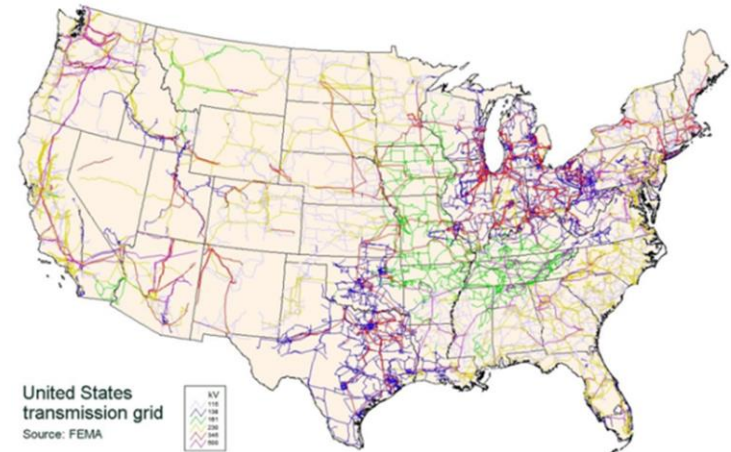 United States
transmission grid
Source: FEMA
kV
115
138
161
230
345
500